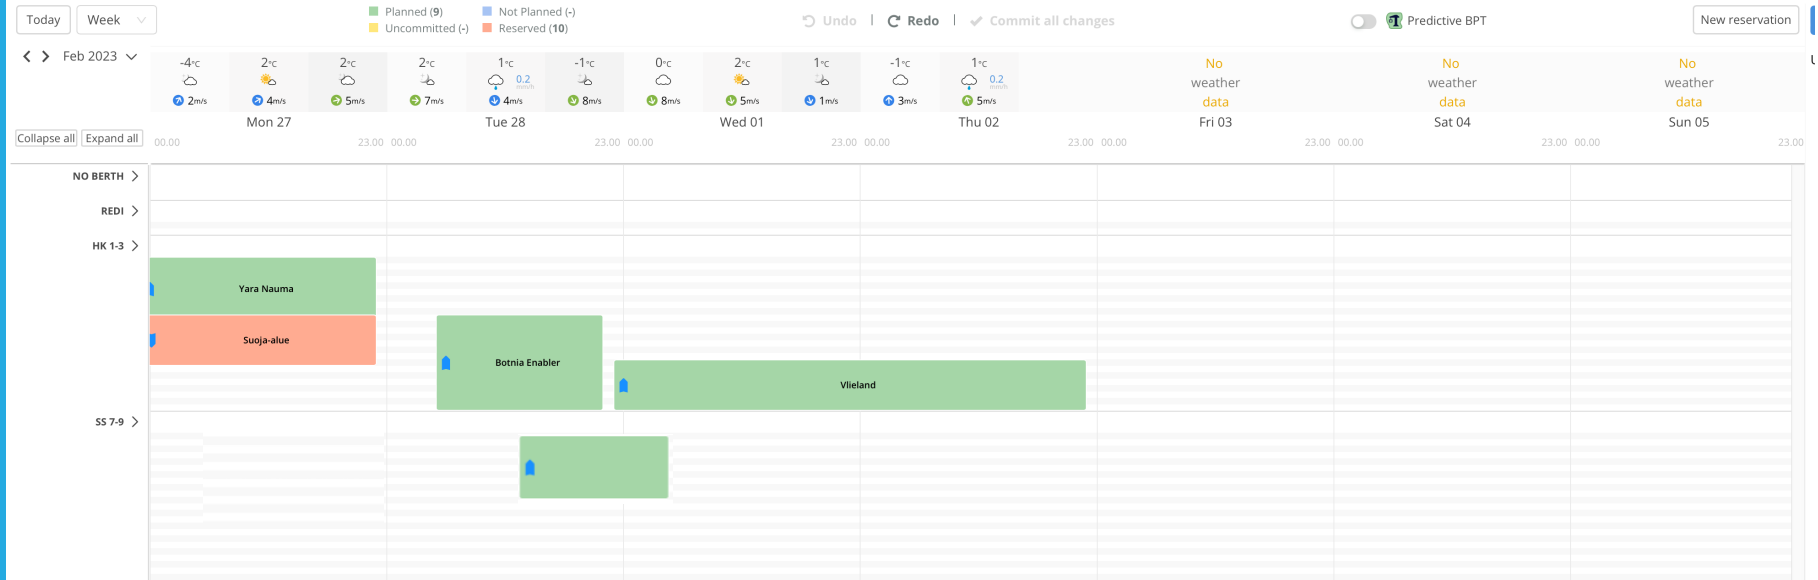 Today Week Planned (9) Not Planned (-) Undo | Redo | Commit all changes Predictive BPT New reservation
Uncommitted (-) Reserved (10)
Feb 2023
-4°C 2°C 2°C 2°C 1°C -1°C 0°C 2°C 1°C -1°C 1°C No No No
0.2 mm/h 0.2 mm/h weather weather weather
2m/s 4m/s 5m/s 7m/s 4m/s 8m/s 8m/s 5m/s 1m/s 3m/s 5m/s data data data
Mon 27 Tue 28 Wed 01 Thu 02 Fri 03 Sat 04 Sun 05
Collapse all Expand all 00.00 23.00 00.00 23.00 00.00 23.00 00.00 23.00 00.00 23.00 00.00 23.00 00.00 23.00
NO BERTH
REDI
HK 1-3
Yara Nauma
Suoja-alue
Botnia Enabler
Vlieland
SS 7-9